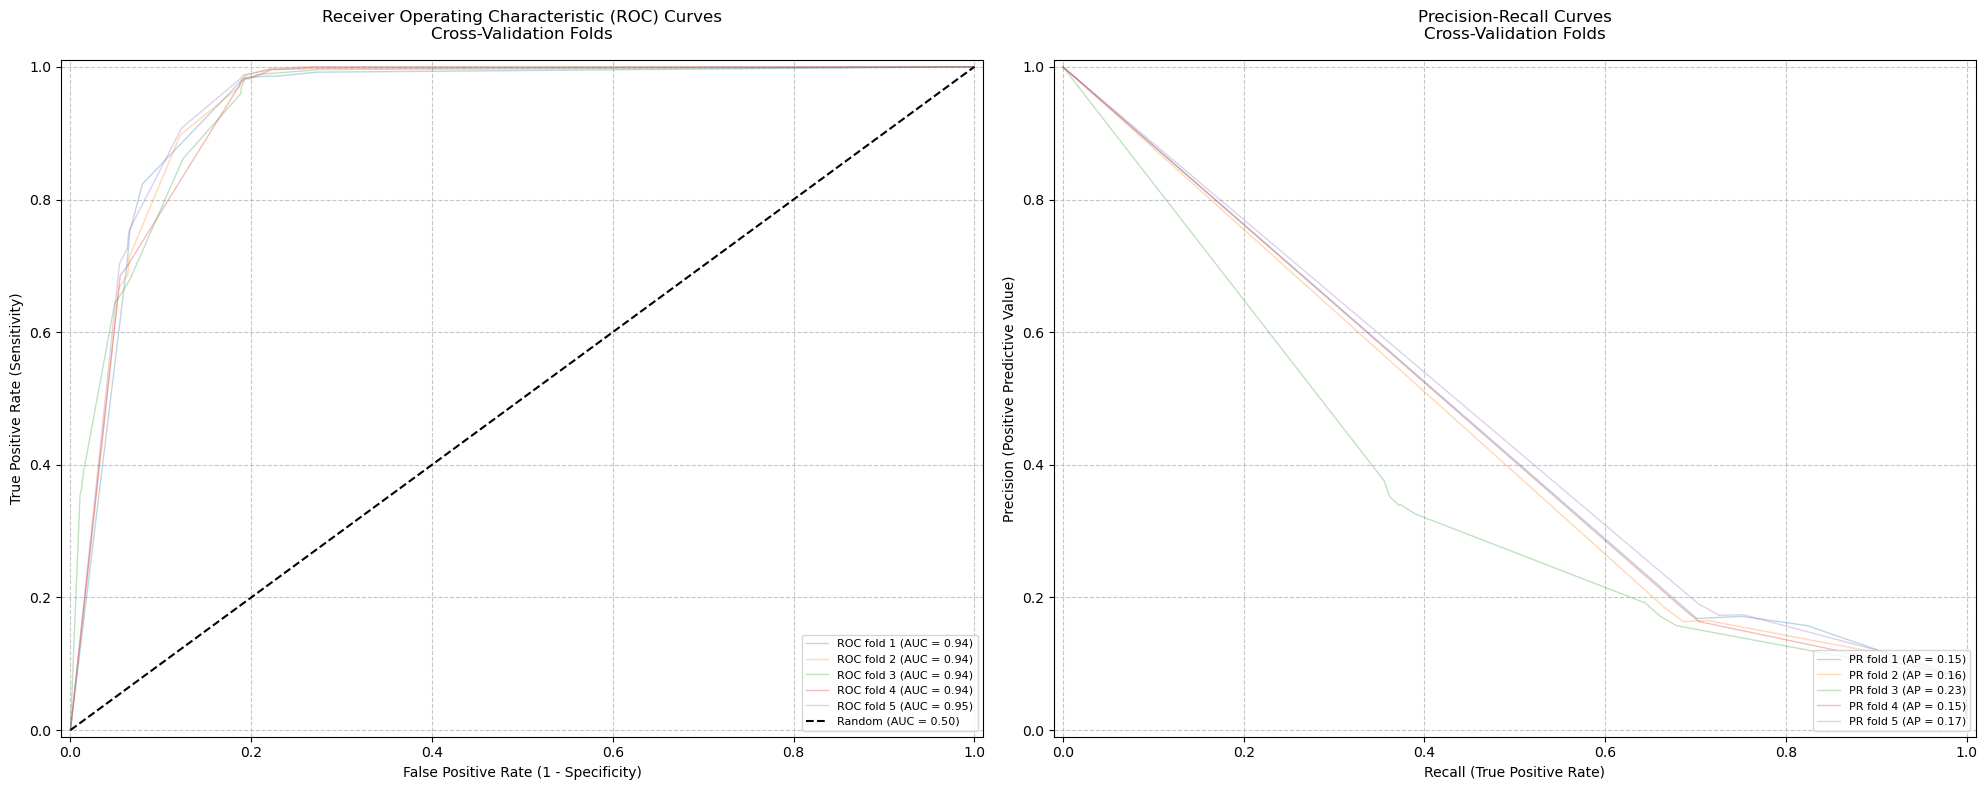 Receiver Operating Characteristic (ROC) Curves
Cross-Validation Folds
True Positive Rate (Sensitivity)
1.0
0.8
0.6
0.4
0.2
0.0
0.0 0.2 0.4 0.6 0.8 1.0
False Positive Rate (1 - Specificity)
ROC fold 1 (AUC = 0.94)
ROC fold 2 (AUC = 0.94)
ROC fold 3 (AUC = 0.94)
ROC fold 4 (AUC = 0.94)
ROC fold 5 (AUC = 0.95)
Random (AUC = 0.50)
Precision-Recall Curves
Cross-Validation Folds
Precision (Positive Predictive Value)
1.0
0.8
0.6
0.4
0.2
0.0
0.0 0.2 0.4 0.6 0.8 1.0
Recall (True Positive Rate)
PR fold 1 (AP = 0.15)
PR fold 2 (AP = 0.16)
PR fold 3 (AP = 0.23)
PR fold 4 (AP = 0.15)
PR fold 5 (AP = 0.17)